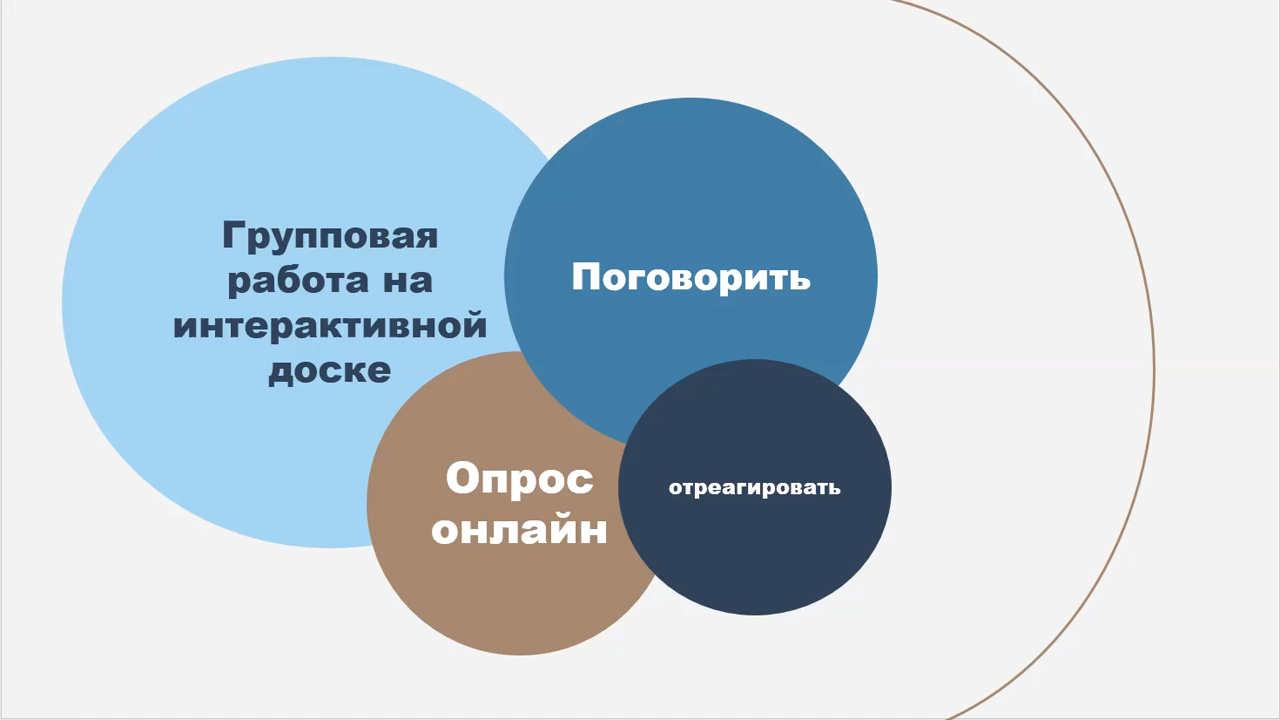 Групповая
работа на
интерактивной
доске
Поговорить
Опрос
онлайн
отреагировать